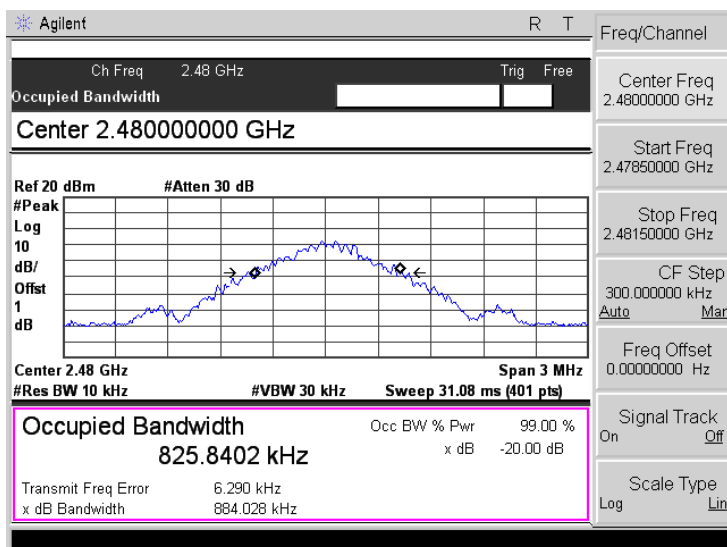 Agilent
R T
Ch Freq 2.48 GHz
Trig Free
Occupied Bandwidth
Center 2.480000000 GHz
Ref 20 dBm
#Atten 30 dB
#Peak
Log
10
dB/
Offst
1
dB
Center 2.48 GHz
Span 3 MHz
#Res BW 10 kHz
#VBW 30 kHz
Sweep 31.08 ms (401 pts)
Occupied Bandwidth
825.8402 kHz
Occ BW % Pwr 99.00 %
x dB -20.00 dB
Transmit Freq Error 6.290 kHz
x dB Bandwidth 884.028 kHz
Freq/Channel
Center Freq
2.48000000 GHz
Start Freq
2.47850000 GHz
Stop Freq
2.48150000 GHz
CF Step
300.000000 kHz
Auto Mar
Freq Offset
0.00000000 Hz
Signal Track
On Off
Scale Type
Log Lin